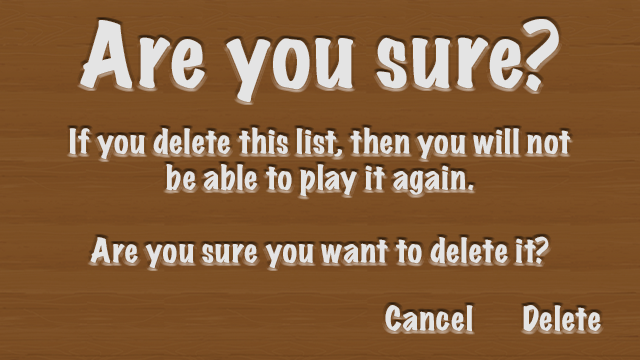 Are you sure?
If you delete this list, then you will not
be able to play it again.
Are you sure you want to delete it?
Cancel Delete